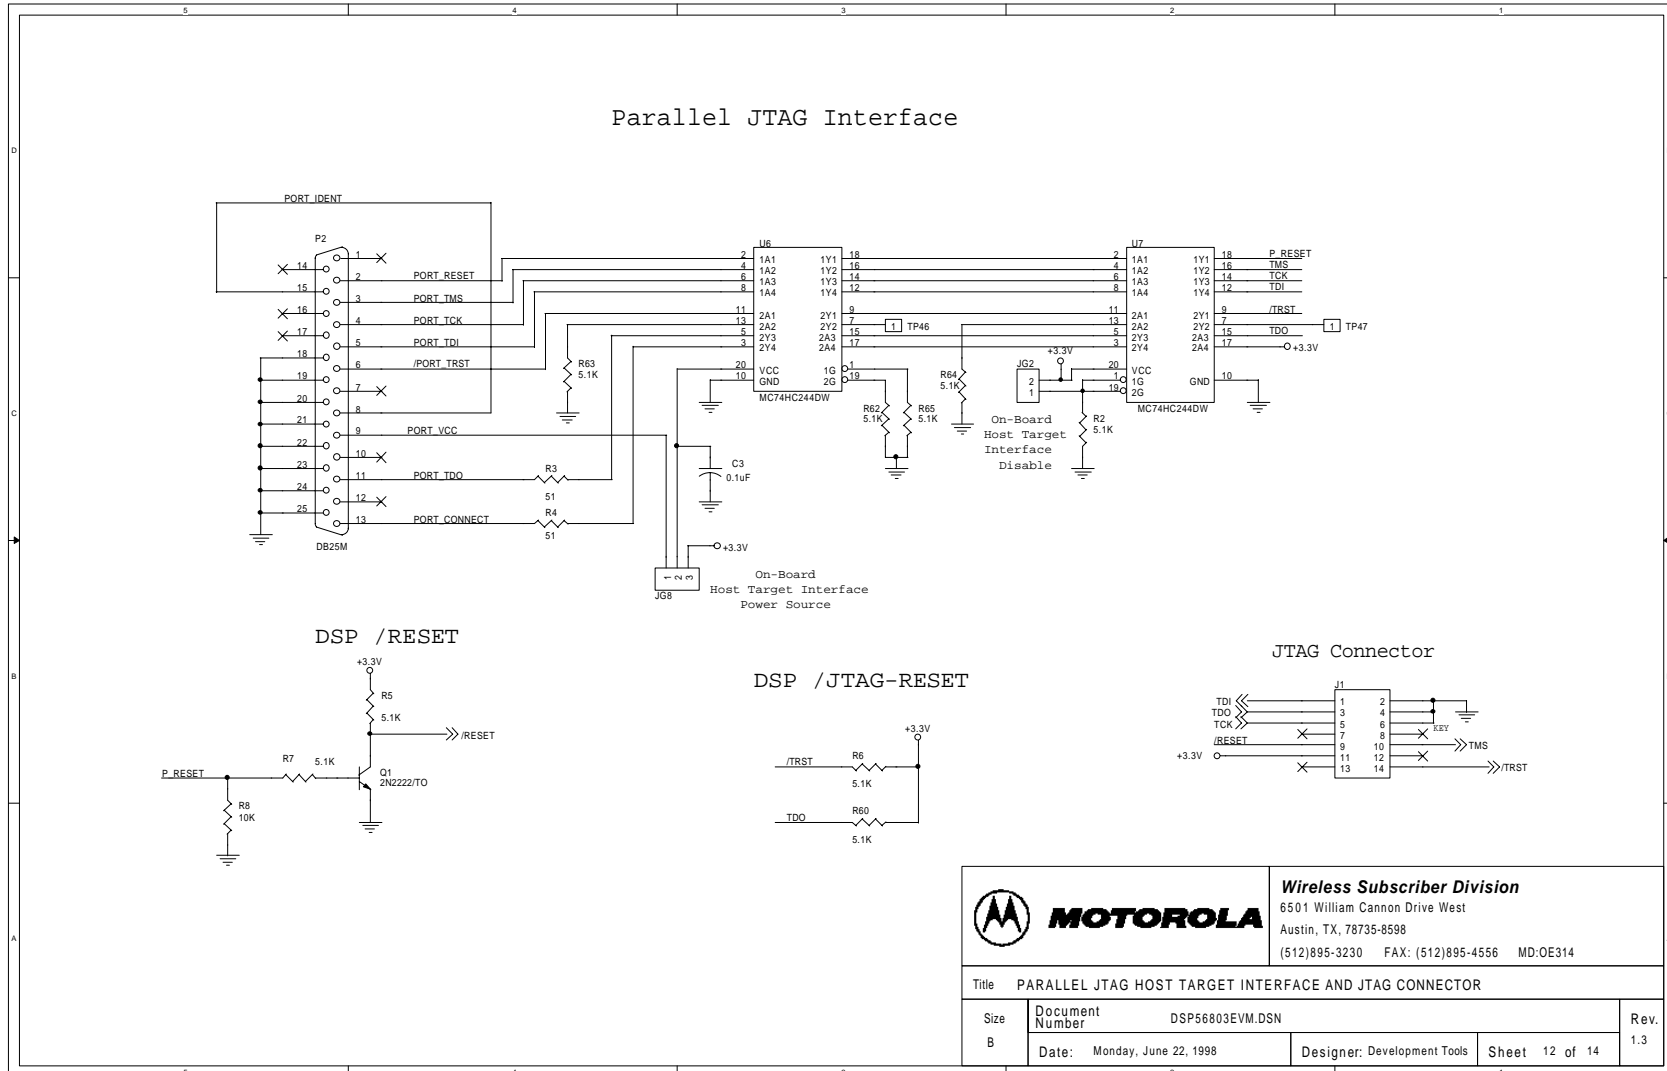 5 4 3 2 1
D
C
B
A
Parallel JTAG Interface
PORT_IDENT
P2
1
14
2 PORT_RESET
15
3 PORT_TMS
16
4 PORT_TCK
17
5 PORT_TDI
18
6 /PORT_TRST
19
7
20
8
21
9 PORT_VCC
22
10
23
11 PORT_TDO
24
12
25
13 PORT_CONNECT
DB25M
R3
51
R4
51
R63
5.1K
U6
2 1A1 1Y1 18
4 1A2 1Y2 16
6 1A3 1Y3 14
8 1A4 1Y4 12
11 2A1 2Y1 9
13 2A2 2Y2 7
5 2Y3 2A3 15
3 2Y4 2A4 17
20 VCC 1G 1
10 GND 2G 19
MC74HC244DW
1 TP46
R62
5.1K
R65
5.1K
R64
5.1K
C3
0.1uF
+3.3V
1 2 3
JG8
On-Board
Host Target Interface
Power Source
JG2
2
1
+3.3V
On-Board
Host Target
Interface
Disable
R2
5.1K
U7
2 1A1 1Y1 18 P_RESET
4 1A2 1Y2 16 TMS
6 1A3 1Y3 14 TCK
8 1A4 1Y4 12 TDI
11 2A1 2Y1 9 /TRST
13 2A2 2Y2 7 1 TP47
5 2Y3 2A3 15 TDO
3 2Y4 2A4 17 +3.3V
20 VCC
1 1G GND 10
19 2G
MC74HC244DW
DSP /RESET
+3.3V
R5
5.1K
/RESET
P_RESET
R7 5.1K
Q1
2N2222/TO
R8
10K
DSP /JTAG-RESET
+3.3V
/TRST R6
5.1K
TDO R60
5.1K
JTAG Connector
J1
TDI 1 2
TDO 3 4
TCK 5 6
KEY
7 8
/RESET 9 10 TMS
+3.3V 11 12
13 14 /TRST
MOTOROLA
Wireless Subscriber Division
6501 William Cannon Drive West
Austin, TX, 78735-8598
(512)895-3230 FAX: (512)895-4556 MD:OE314
Title PARALLEL JTAG HOST TARGET INTERFACE AND JTAG CONNECTOR
Size
B
Document
Number DSP56803EVM.DSN
Rev.
1.3
Date: Monday, June 22, 1998 Designer: Development Tools Sheet 12 of 14